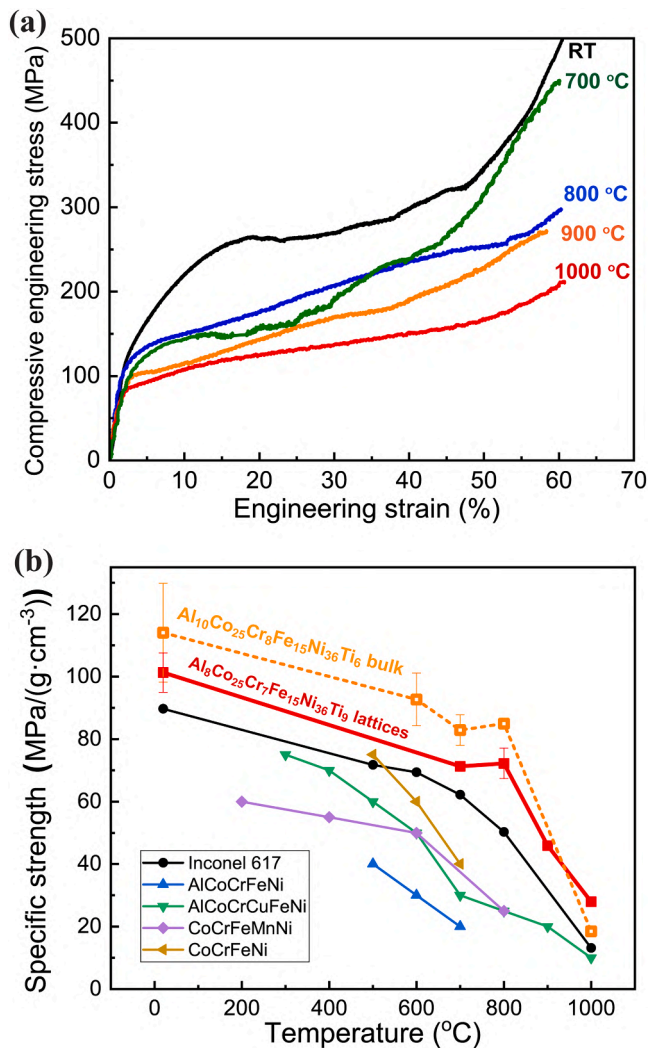 (a)
500
400
300
200
100
0
Compressive engineering stress (MPa)
RT
700 °C
800 °C
900 °C
1000 °C
0 10 20 30 40 50 60 70
Engineering strain (%)
(b)
120
100
80
60
40
20
0
Specific strength (MPa/(g·cm⁻³))
Al₁₀Co₂₅Cr₈Fe₁₅Ni₃₆Ti₆ bulk
Al₈Co₂₅Cr₇Fe₁₅Ni₃₆Ti₉ lattices
Inconel 617
AlCoCrFeNi
AlCoCrCuFeNi
CoCrFeMnNi
CoCrFeNi
0 200 400 600 800 1000
Temperature (°C)